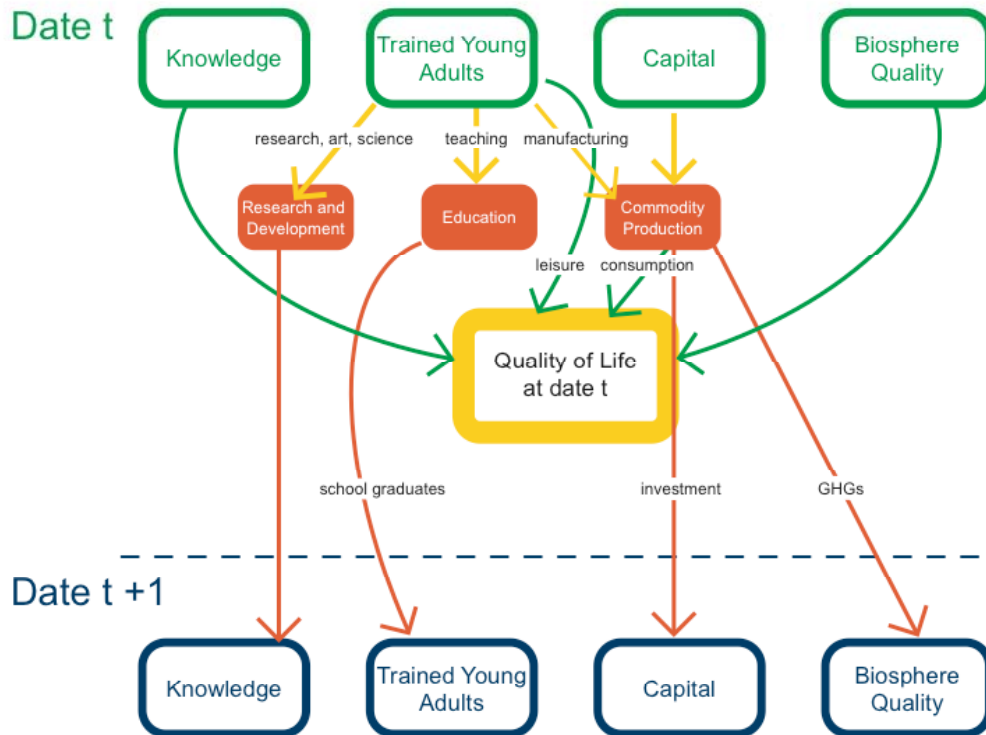 Date t
Knowledge
Trained Young
Adults
Capital
Biosphere
Quality
research, art, science
teaching
manufacturing
Research and
Development
Education
Commodity
Production
leisure
consumption
Quality of Life
at date t
school graduates
investment
GHGs
Date t +1
Knowledge
Trained Young
Adults
Capital
Biosphere
Quality